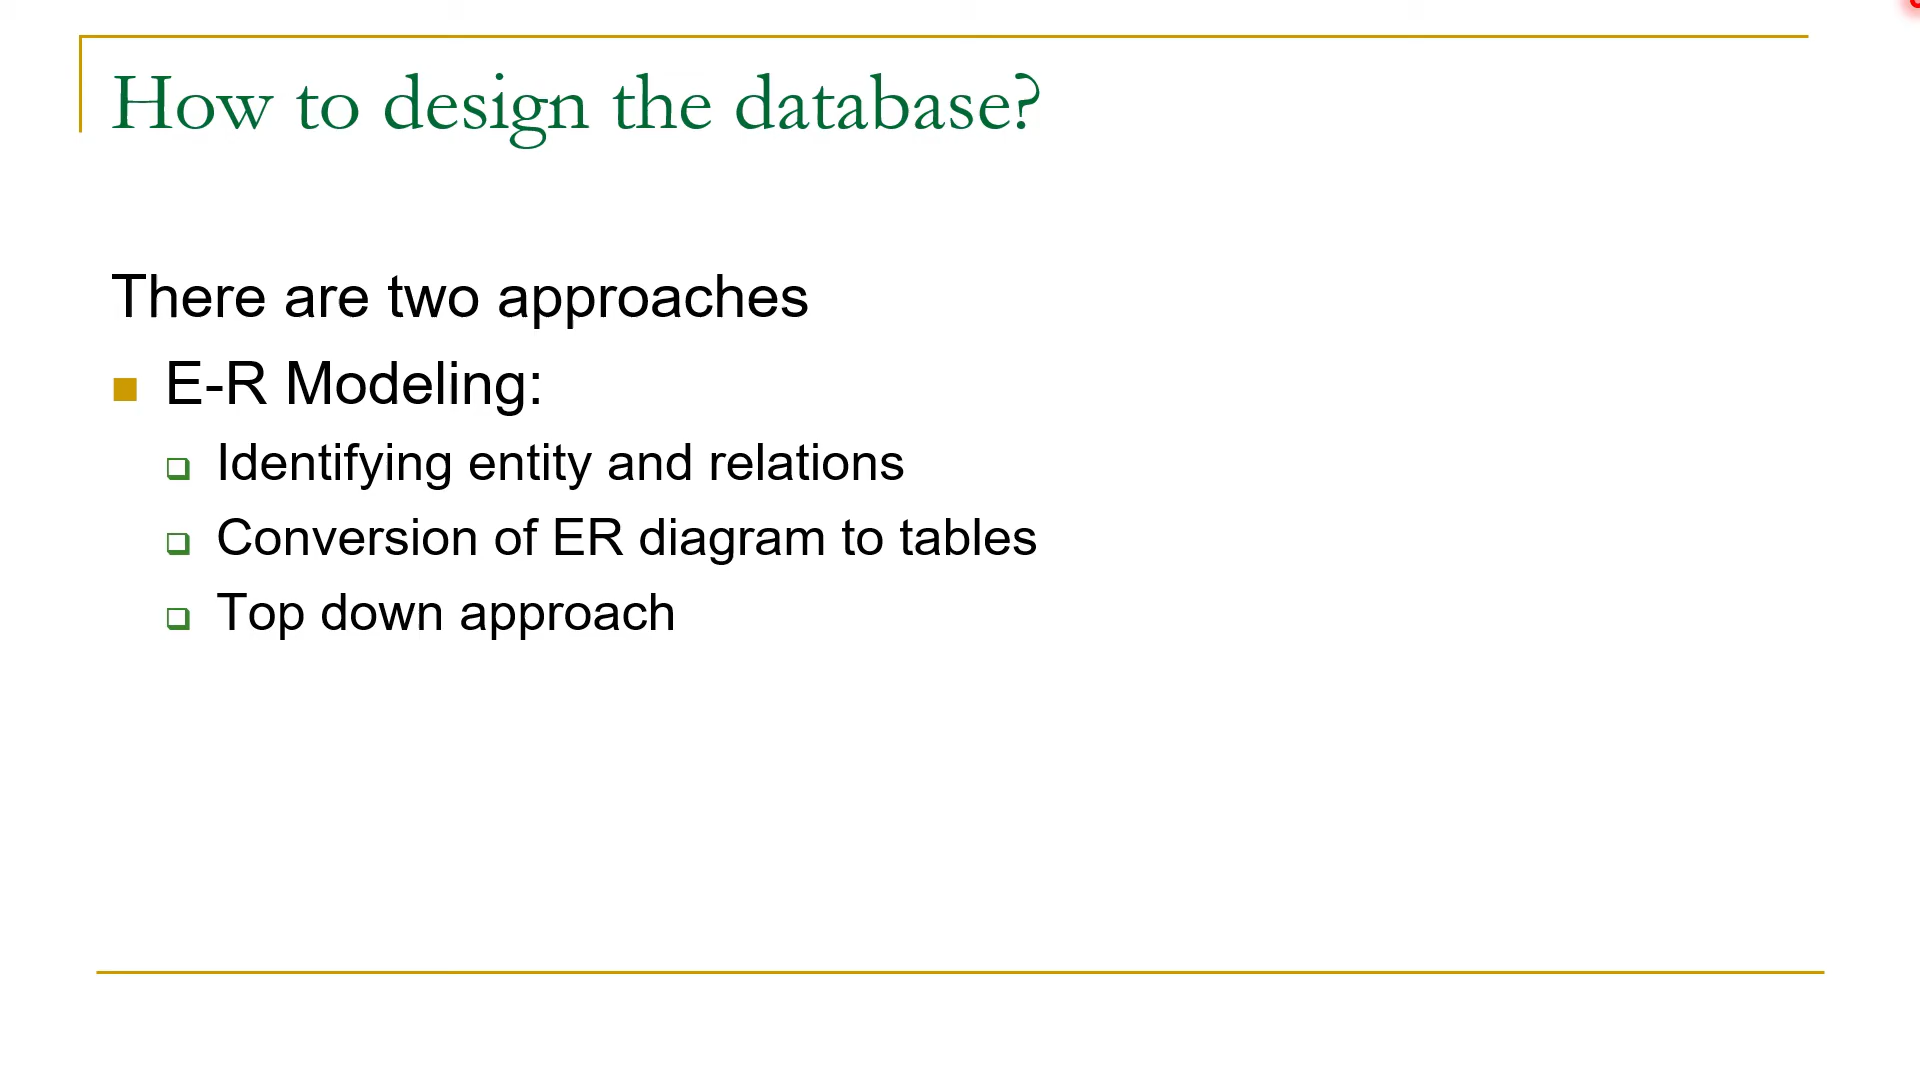 How to design the database?
There are two approaches
E-R Modeling:
Identifying entity and relations
Conversion of ER diagram to tables
Top down approach